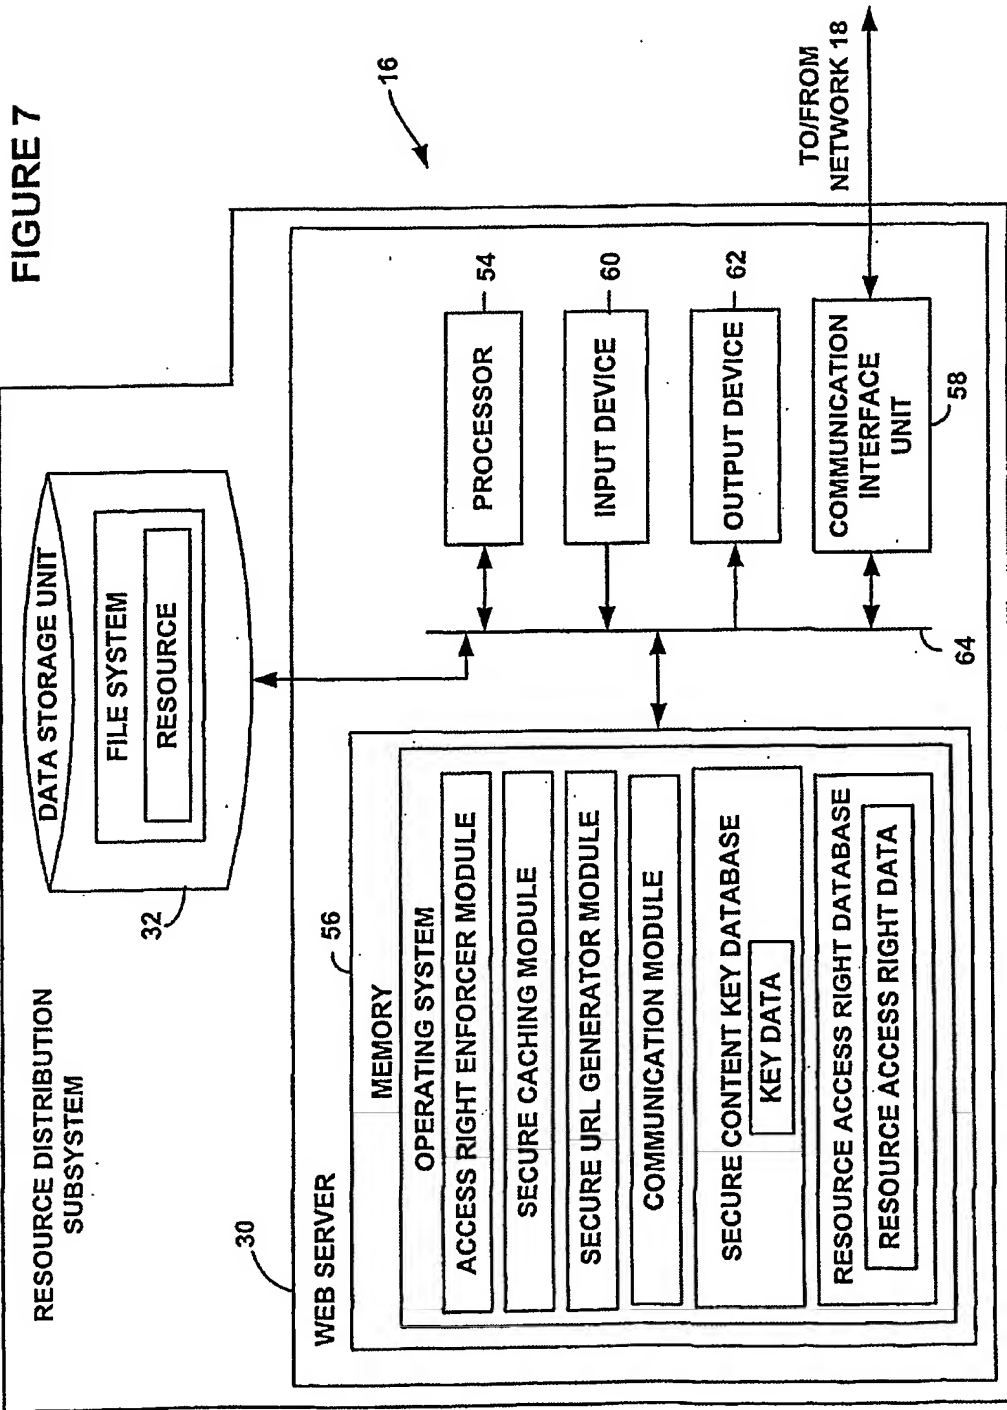 FIGURE 7
RESOURCE DISTRIBUTION
SUBSYSTEM
DATA STORAGE UNIT
FILE SYSTEM
RESOURCE
32
16
30
WEB SERVER
56
MEMORY
OPERATING SYSTEM
ACCESS RIGHT ENFORCER MODULE
SECURE CACHING MODULE
SECURE URL GENERATOR MODULE
COMMUNICATION MODULE
SECURE CONTENT KEY DATABASE
KEY DATA
RESOURCE ACCESS RIGHT DATABASE
RESOURCE ACCESS RIGHT DATA
PROCESSOR
54
INPUT DEVICE
60
OUTPUT DEVICE
62
COMMUNICATION
INTERFACE
UNIT
58
64
TO/FROM
NETWORK 18